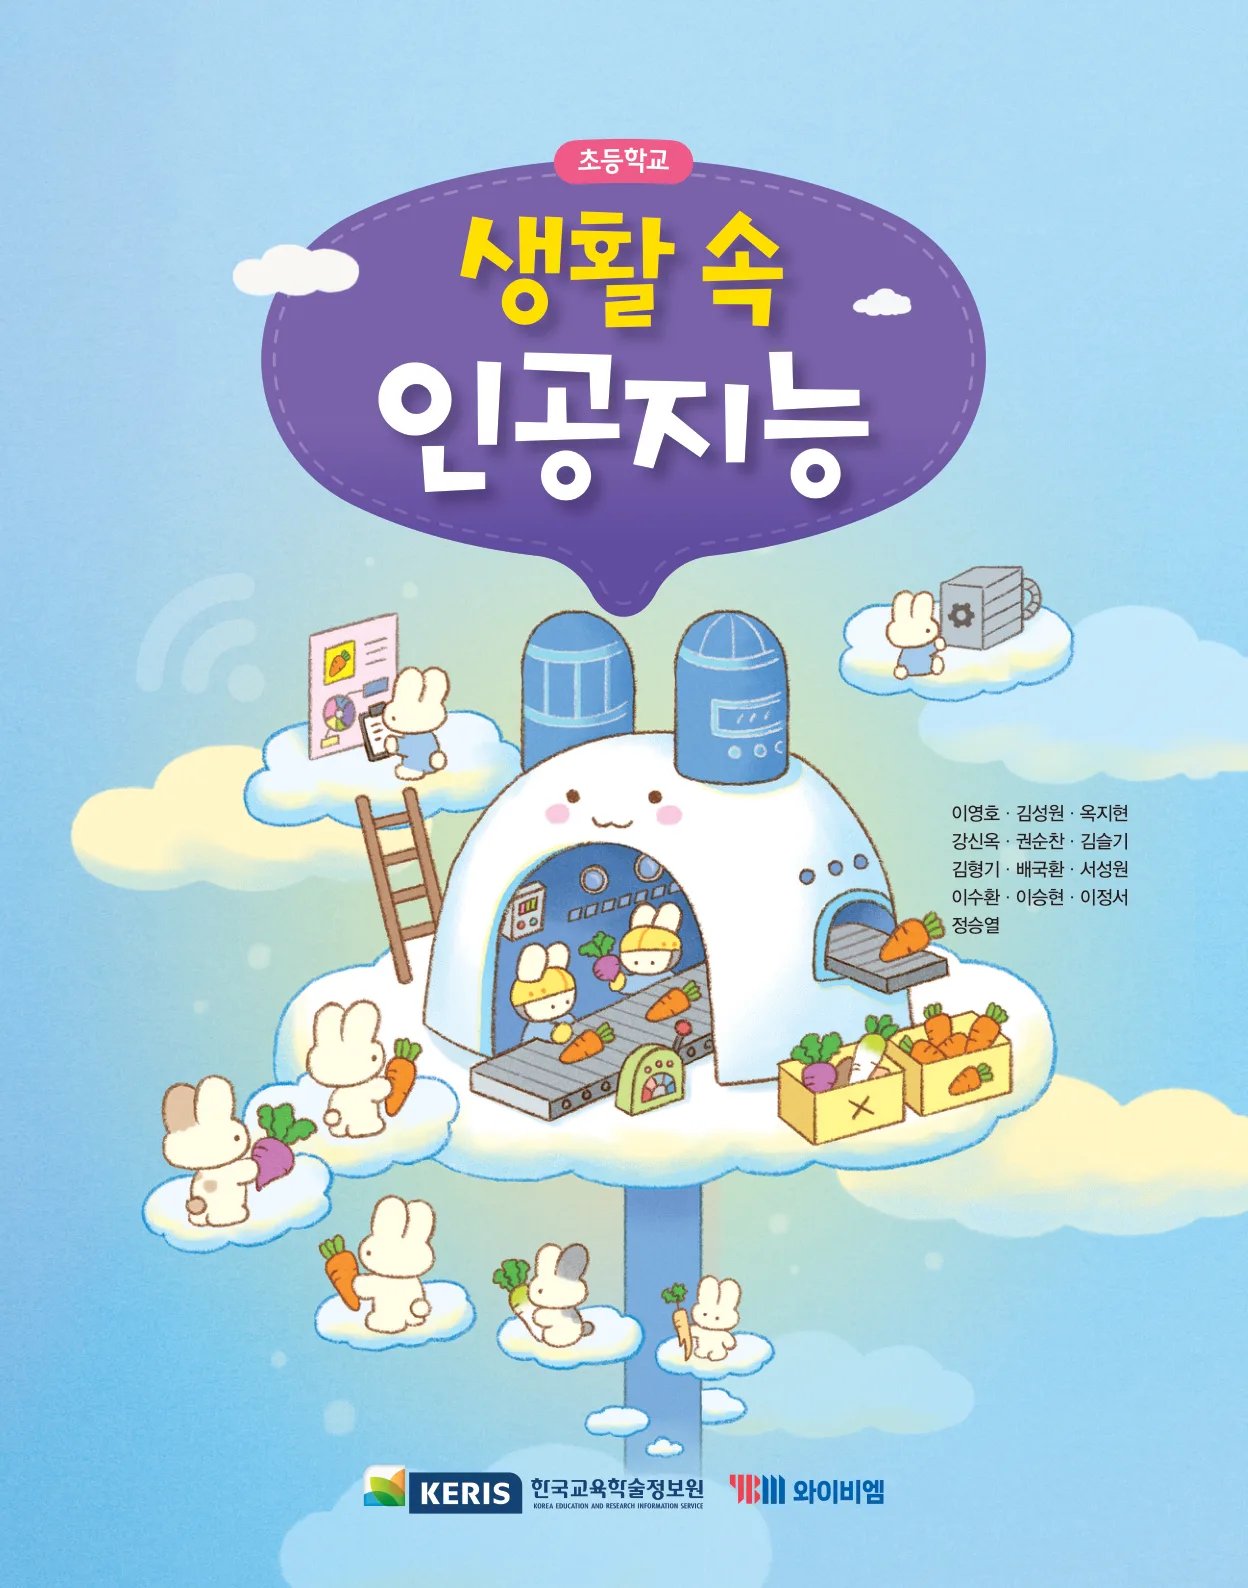 초등학교
생활 속
인공지능
이영호 · 김성원 · 옥지현
강신옥 · 권순찬 · 김슬기
김형기 · 배국환 · 서성원
이수환 · 이승현 · 이정서
정승열
KERIS 한국교육학술정보원
KOREA EDUCATION AND RESEARCH INFORMATION SERVICE
YBM 와이비엠